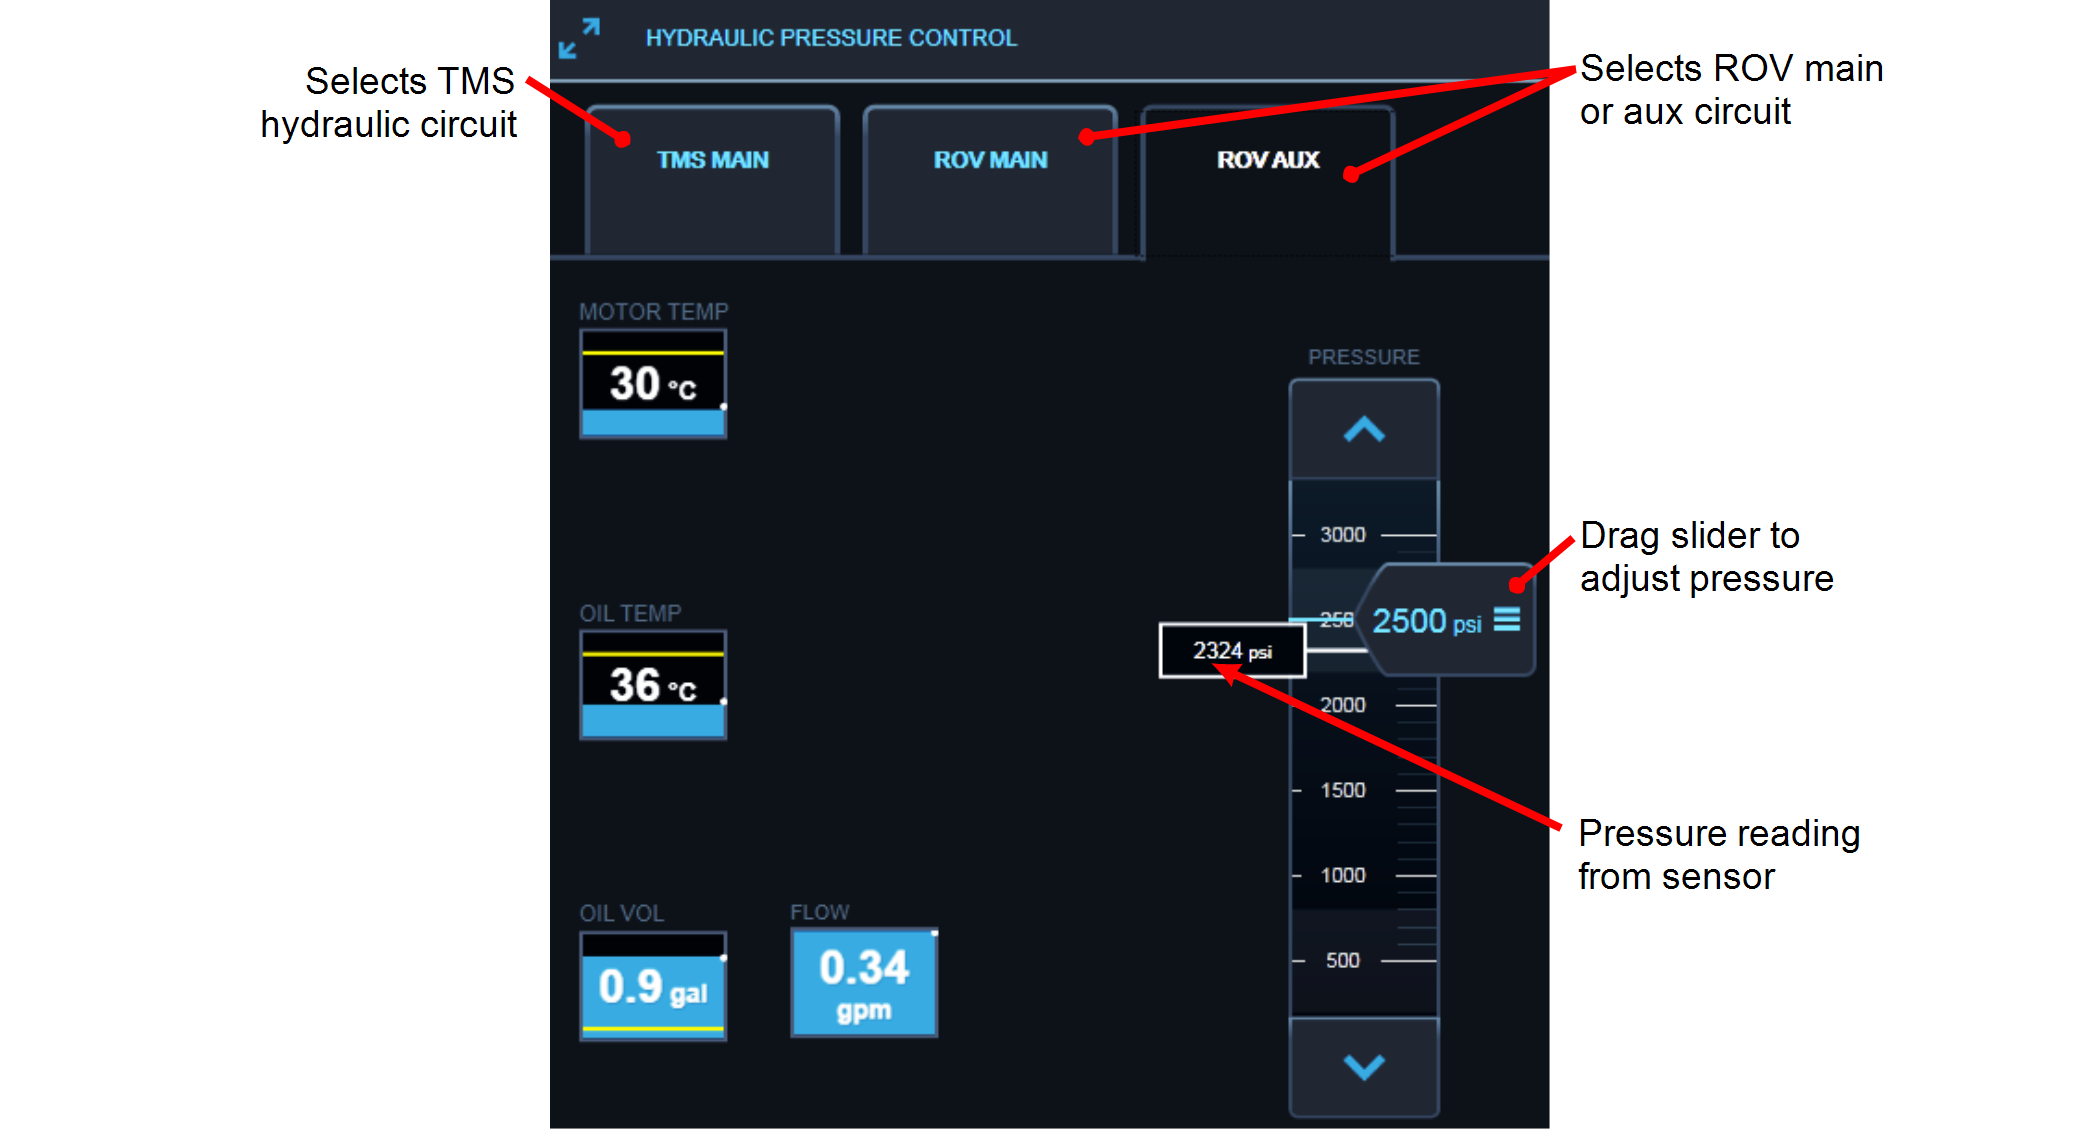 HYDRAULIC PRESSURE CONTROL
Selects TMS
hydraulic circuit
Selects ROV main
or aux circuit
TMS MAIN
ROV MAIN
ROV AUX
MOTOR TEMP
30 °C
PRESSURE
3000
Drag slider to
adjust pressure
OIL TEMP
36 °C
250
2500 psi
2324 psi
2000
1500
Pressure reading
from sensor
1000
OIL VOL
FLOW
0.9 gal
0.34
gpm
500